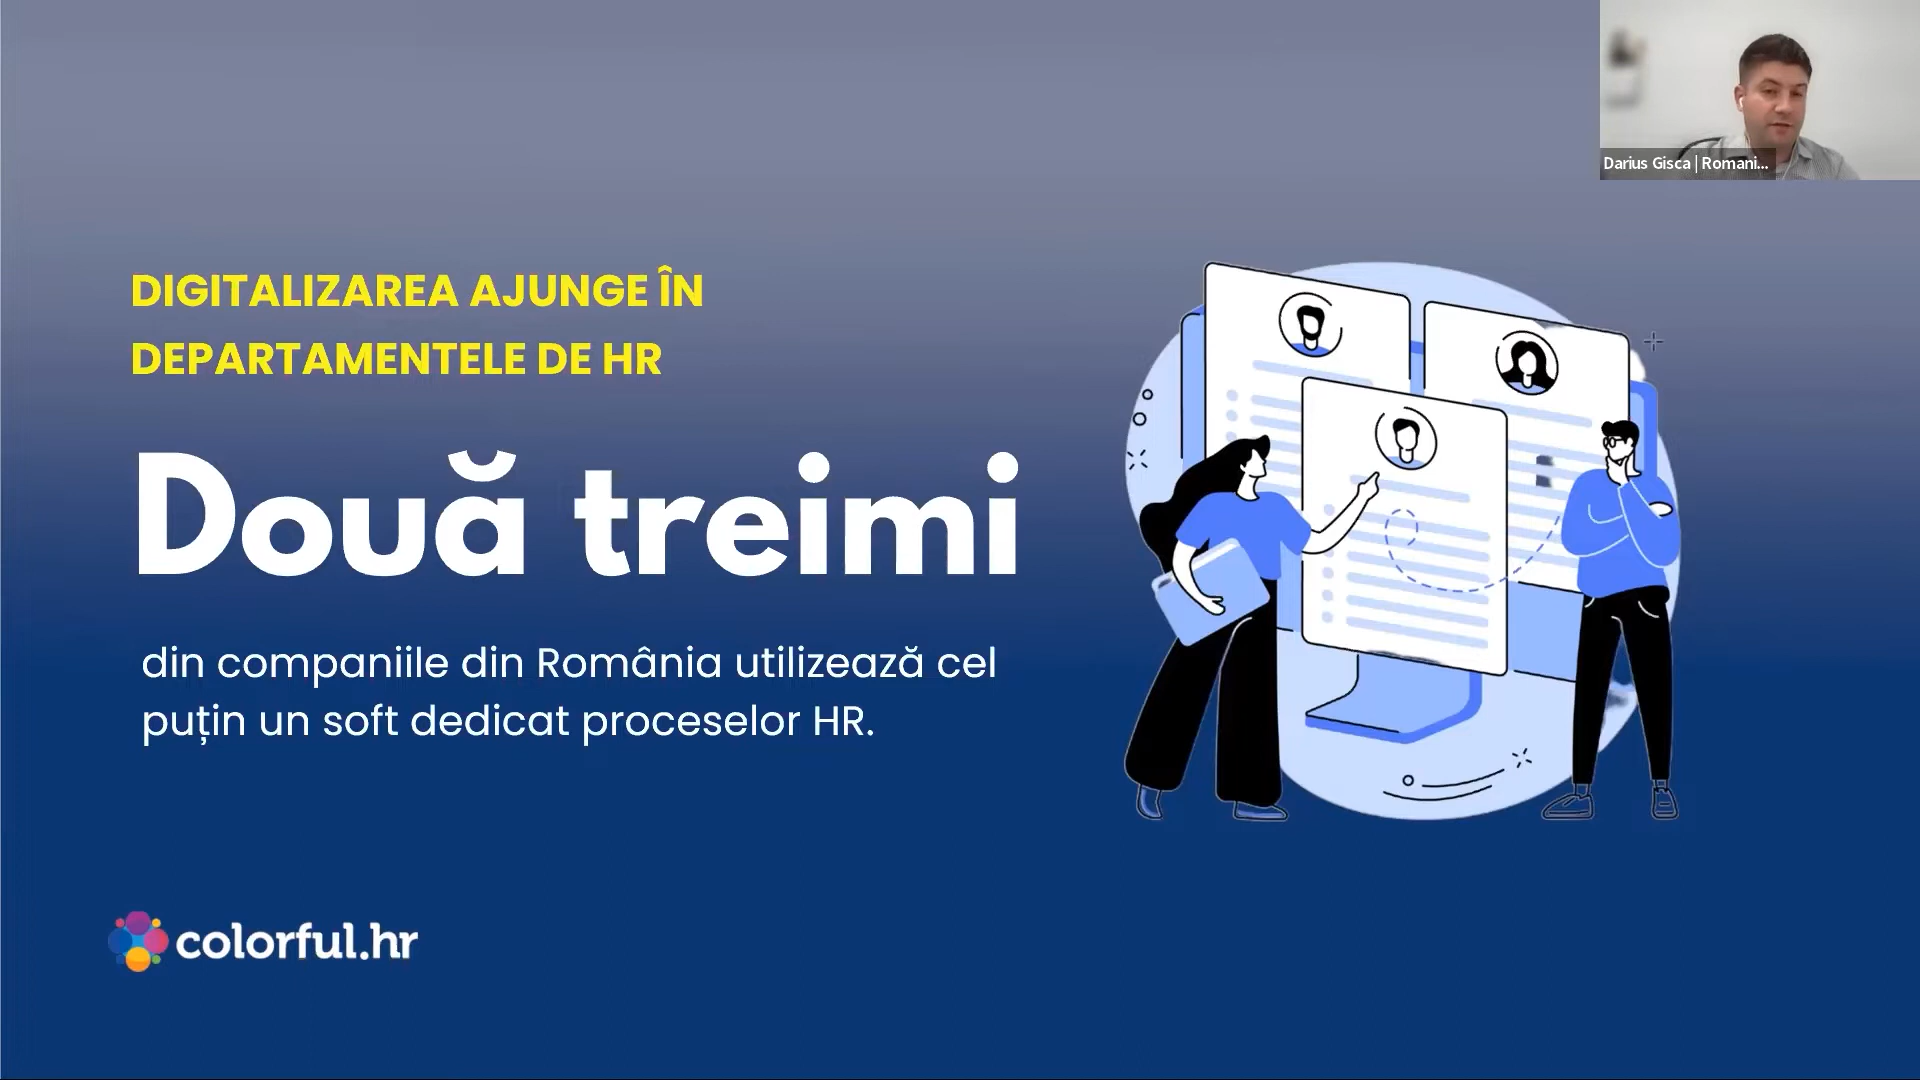 Darius Gisca | Romani...
DIGITALIZAREA AJUNGE ÎN
DEPARTAMENTELE DE HR
Două treimi
din companiile din România utilizează cel
puțin un soft dedicat proceselor HR.
colorful.hr